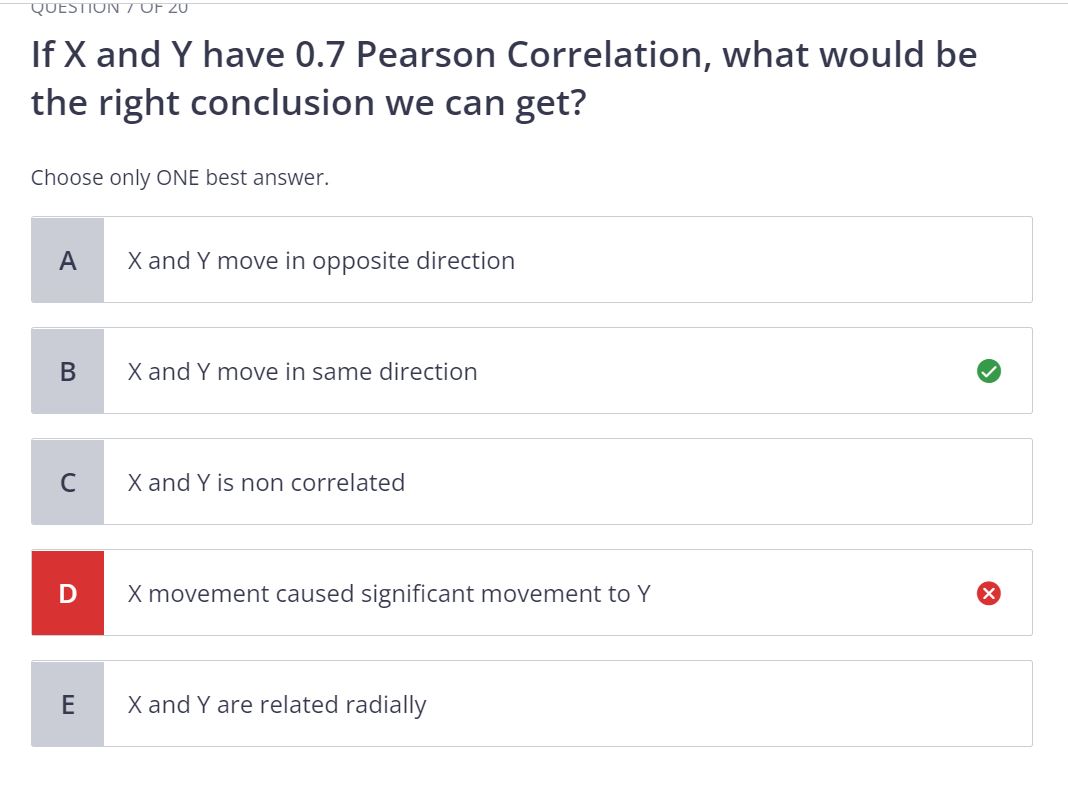 QUESTION 7 OF 20
If X and Y have 0.7 Pearson Correlation, what would be
the right conclusion we can get?
Choose only ONE best answer.
A X and Y move in opposite direction
B X and Y move in same direction
C X and Y is non correlated
D X movement caused significant movement to Y
E X and Y are related radially